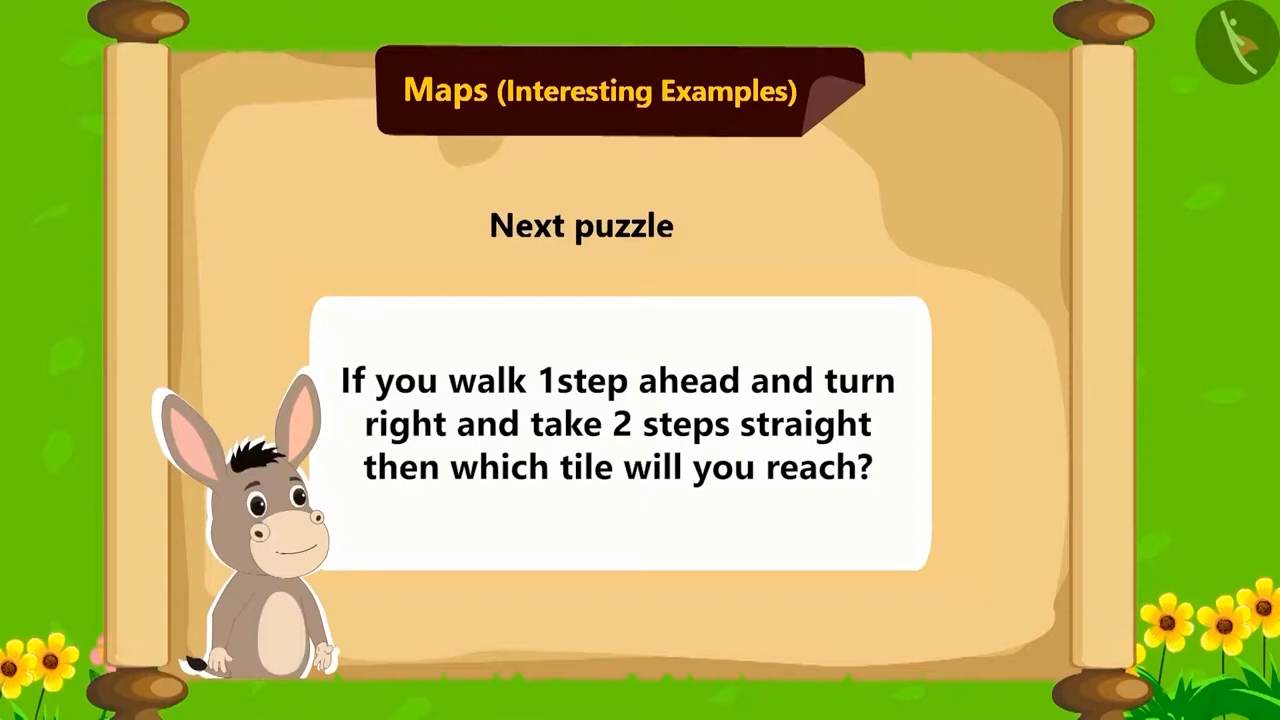 Maps (Interesting Examples)
Next puzzle
If you walk 1step ahead and turn
right and take 2 steps straight
then which tile will you reach?